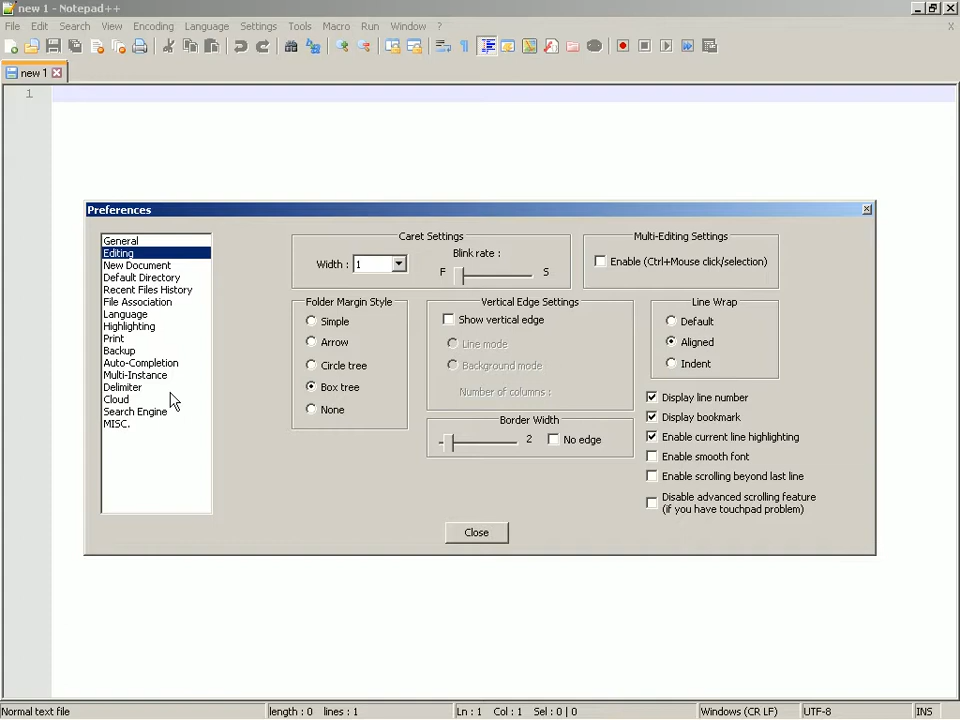 new 1 - Notepad++
File Edit Search View Encoding Language Settings Tools Macro Run Window ? X
new 1
1
Preferences
General
Editing
New Document
Default Directory
Recent Files History
File Association
Language
Highlighting
Print
Backup
Auto-Completion
Multi-Instance
Delimiter
Cloud
Search Engine
MISC.
Caret Settings
Width : 1
Blink rate :
F S
Multi-Editing Settings
Enable (Ctrl+Mouse click/selection)
Folder Margin Style
Simple
Arrow
Circle tree
Box tree
None
Vertical Edge Settings
Show vertical edge
Line mode
Background mode
Number of columns :
Border Width
2 No edge
Line Wrap
Default
Aligned
Indent
Display line number
Display bookmark
Enable current line highlighting
Enable smooth font
Enable scrolling beyond last line
Disable advanced scrolling feature
(if you have touchpad problem)
Close
Normal text file length : 0 lines : 1 Ln : 1 Col : 1 Sel : 0 | 0 Windows (CR LF) UTF-8 INS